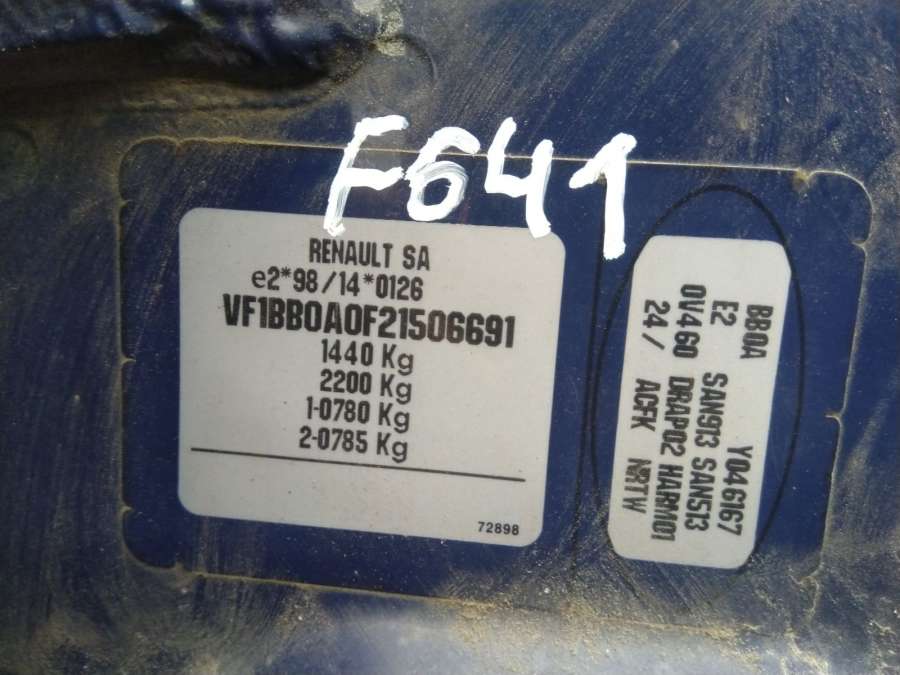 F641
RENAULT SA
e2*98/14*0126
VF1BB0A0F21506691
1440 Kg
2200 Kg
1-0780 Kg
2-0785 Kg
72898
BB0A Y046167
E2 SAN913 SAN513
0V460 DRAP02 HARM01
24/ ACFK NRTW